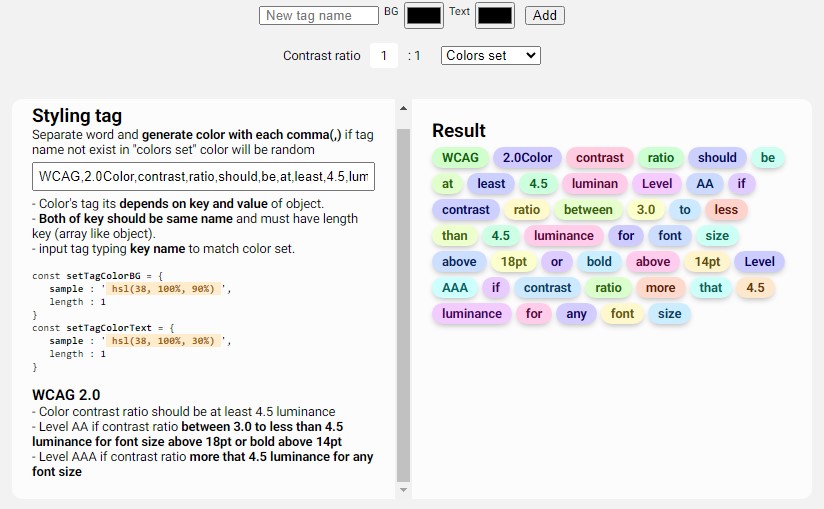 New tag name BG Text Add
Contrast ratio 1 : 1 Colors set
Styling tag
Separate word and generate color with each comma(,) if tag
name not exist in "colors set" color will be random
WCAG,2.0Color,contrast,ratio,should,be,at,least,4.5,lum
- Color's tag its depends on key and value of object.
- Both of key should be same name and must have length
key (array like object).
- input tag typing key name to match color set.
const setTagColorBG = {
sample : ' hsl(38, 100%, 90%) ',
length : 1
}
const setTagColorText = {
sample : ' hsl(38, 100%, 30%) ',
length : 1
}
WCAG 2.0
- Color contrast ratio should be at least 4.5 luminance
- Level AA if contrast ratio between 3.0 to less than 4.5
luminance for font size above 18pt or bold above 14pt
- Level AAA if contrast ratio more that 4.5 luminance for any
font size
Result
WCAG 2.0Color contrast ratio should be
at least 4.5 luminan Level AA if
contrast ratio between 3.0 to less
than 4.5 luminance for font size
above 18pt or bold above 14pt Level
AAA if contrast ratio more that 4.5
luminance for any font size